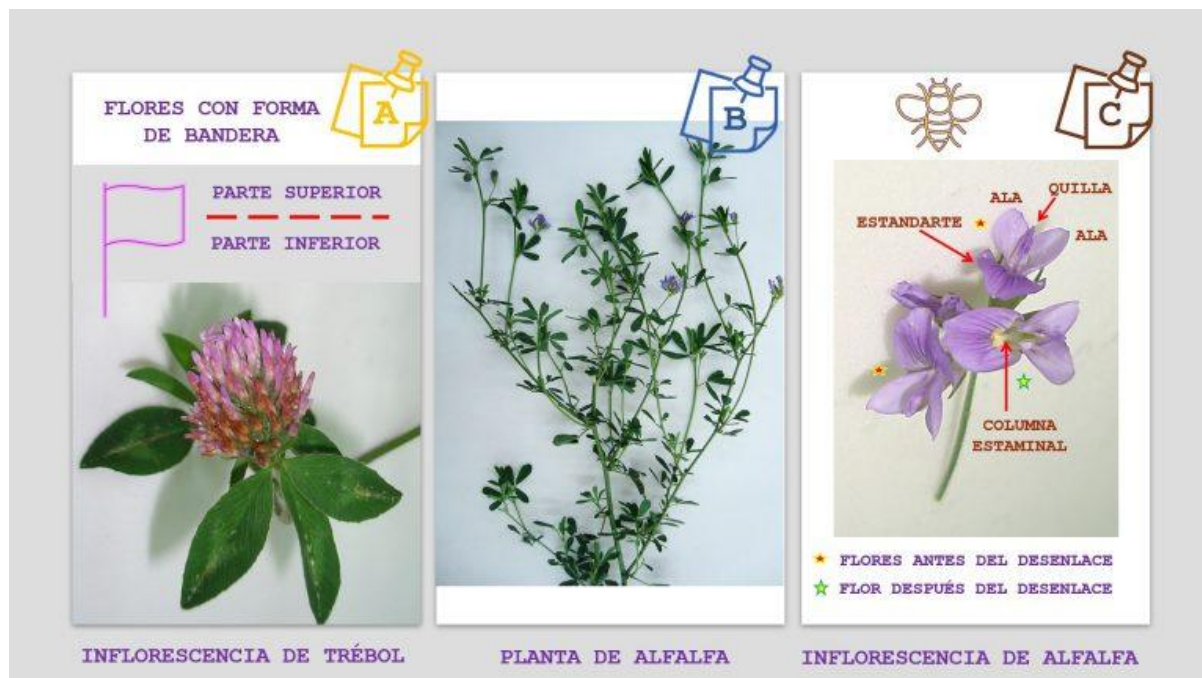 FLORES CON FORMA
DE BANDERA
A
PARTE SUPERIOR
PARTE INFERIOR
INFLORESCENCIA DE TRÉBOL
B
PLANTA DE ALFALFA
C
ALA
QUILLA
ESTANDARTE
ALA
COLUMNA
ESTAMINAL
FLORES ANTES DEL DESENLACE
FLOR DESPUÉS DEL DESENLACE
INFLORESCENCIA DE ALFALFA